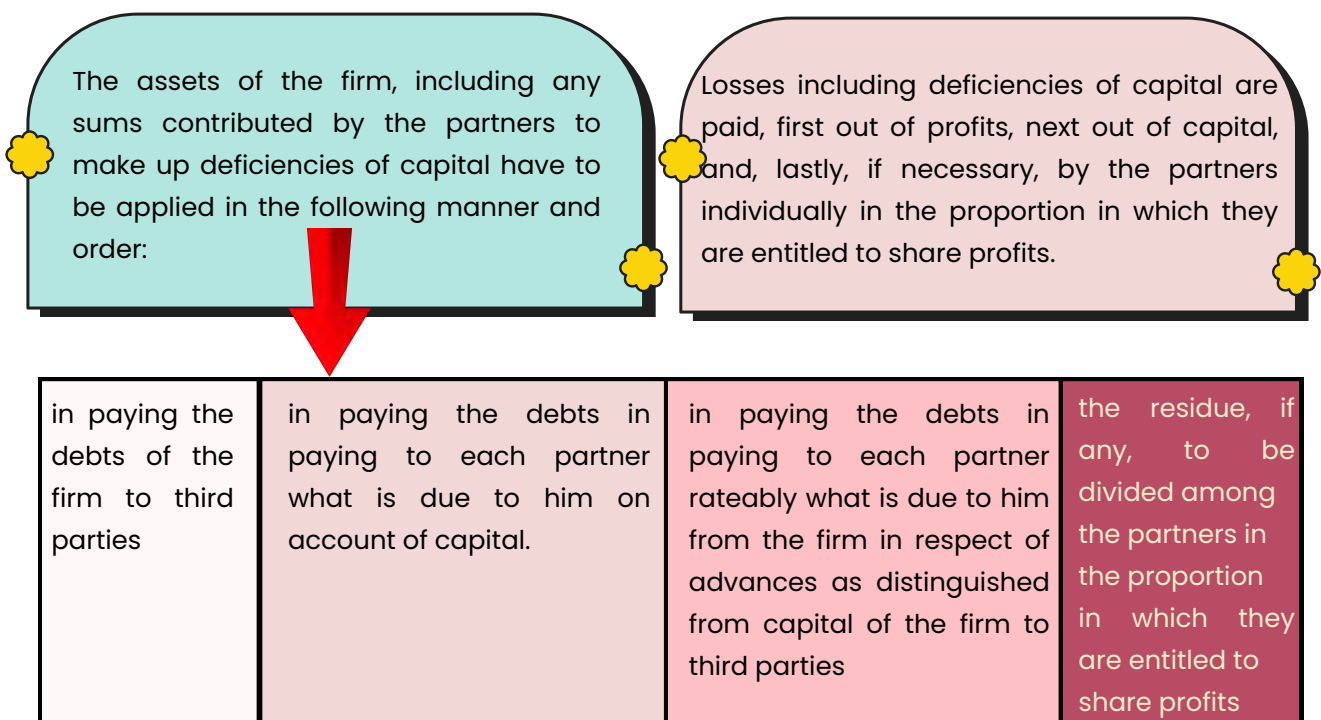 The assets of the firm, including any
sums contributed by the partners to
make up deficiencies of capital have to
be applied in the following manner and
order:
Losses including deficiencies of capital are
paid, first out of profits, next out of capital,
and, lastly, if necessary, by the partners
individually in the proportion in which they
are entitled to share profits.
in paying the
debts of the
firm to third
parties
in paying the debts in
paying to each partner
what is due to him on
account of capital.
in paying the debts in
paying to each partner
rateably what is due to him
from the firm in respect of
advances as distinguished
from capital of the firm to
third parties
the residue, if
any, to be
divided among
the partners in
the proportion
in which they
are entitled to
share profits